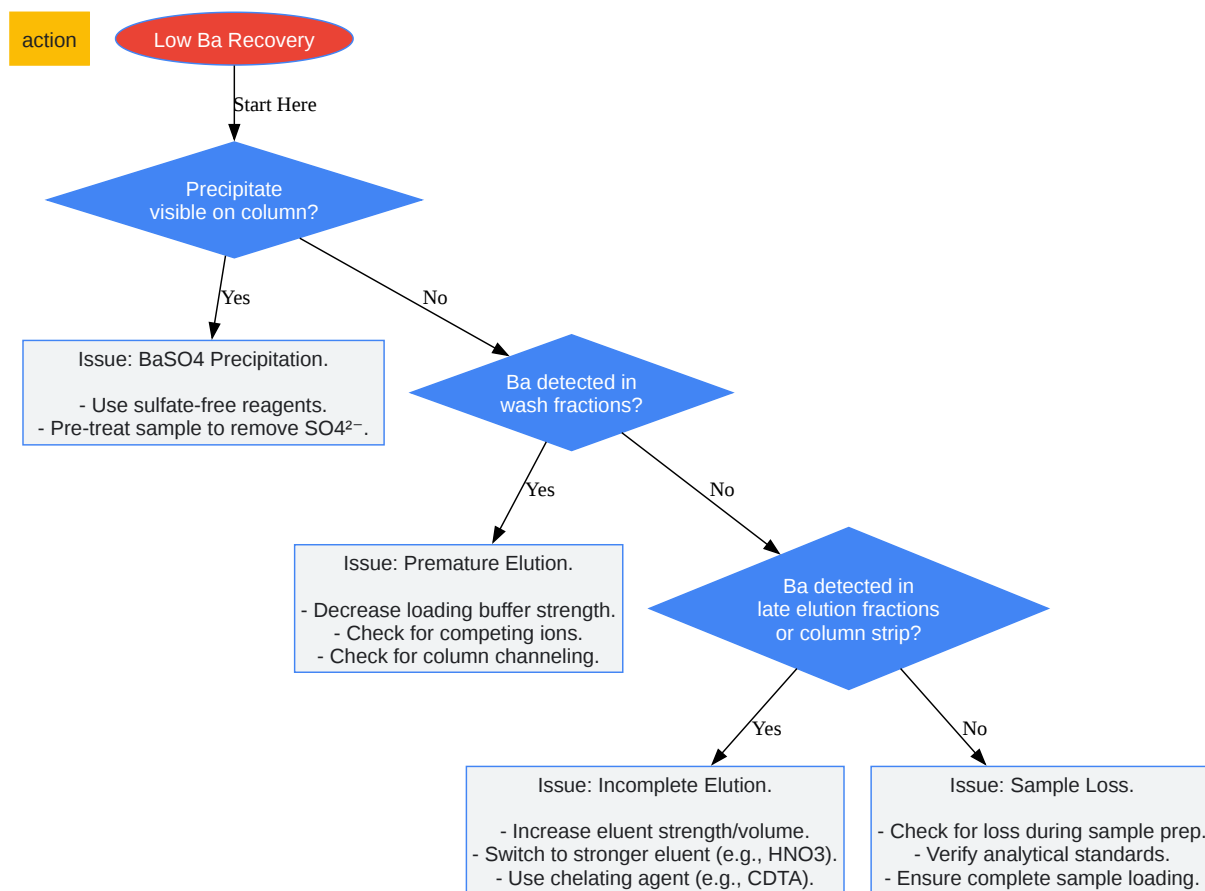 action
Low Ba Recovery
Start Here
Precipitate
visible on column?
Yes
No
Issue: BaSO4 Precipitation.
- Use sulfate-free reagents.
- Pre-treat sample to remove SO4²⁻.
Ba detected in
wash fractions?
Yes
No
Issue: Premature Elution.
- Decrease loading buffer strength.
- Check for competing ions.
- Check for column channeling.
Ba detected in
late elution fractions
or column strip?
Yes
No
Issue: Incomplete Elution.
- Increase eluent strength/volume.
- Switch to stronger eluent (e.g., HNO3).
- Use chelating agent (e.g., CDTA).
Issue: Sample Loss.
- Check for loss during sample prep.
- Verify analytical standards.
- Ensure complete sample loading.